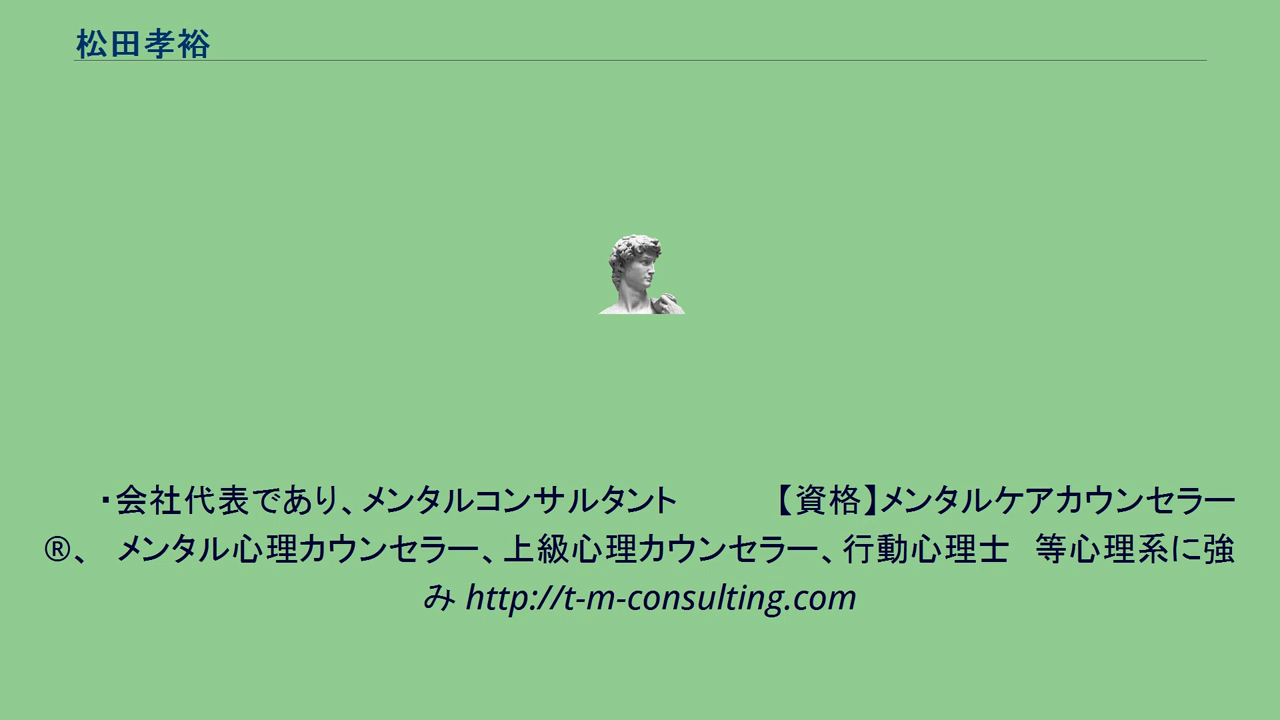 松田孝裕
・会社代表であり、メンタルコンサルタント　　　【資格】メンタルケアカウンセラー
®、　メンタル心理カウンセラー、上級心理カウンセラー、行動心理士　等心理系に強
み http://t-m-consulting.com